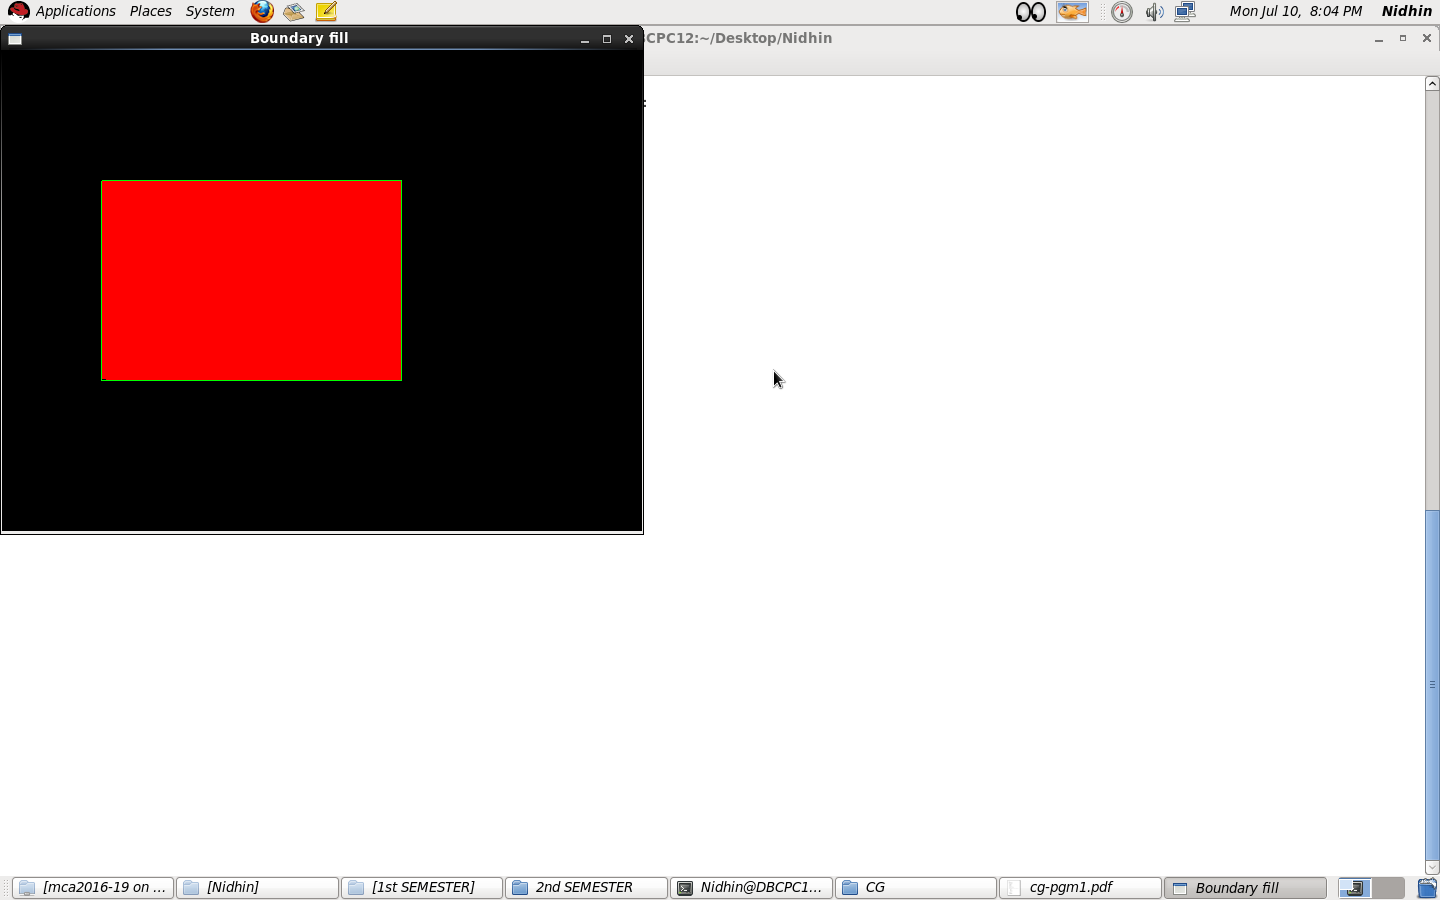 Applications Places System Mon Jul 10, 8:04 PM Nidhin
Boundary fill
CPC12:~/Desktop/Nidhin
:
[mca2016-19 on ... [Nidhin] [1st SEMESTER] 2nd SEMESTER Nidhin@DBCPC1... CG cg-pgm1.pdf Boundary fill